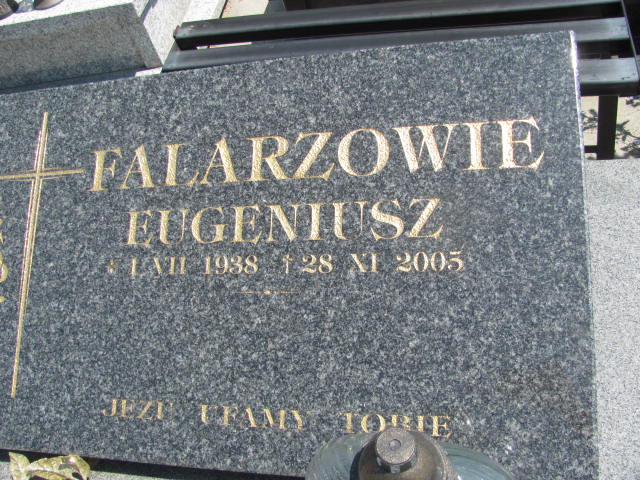 FALARZOWIE
EUGENIUSZ
* 1 VII 1938 † 28 XI 2005
JEZU UFAMY TOBIE